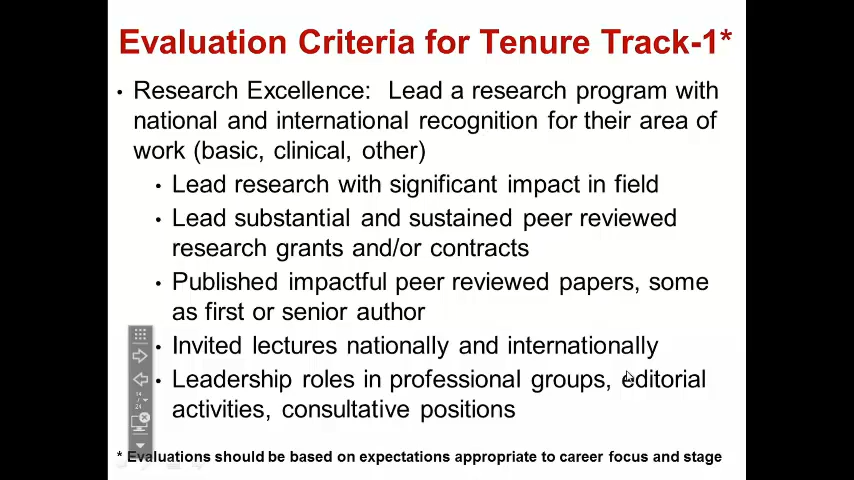 Evaluation Criteria for Tenure Track-1*
• Research Excellence: Lead a research program with
national and international recognition for their area of
work (basic, clinical, other)
• Lead research with significant impact in field
• Lead substantial and sustained peer reviewed
research grants and/or contracts
• Published impactful peer reviewed papers, some
as first or senior author
• Invited lectures nationally and internationally
• Leadership roles in professional groups, editorial
activities, consultative positions
14 /
24
* Evaluations should be based on expectations appropriate to career focus and stage